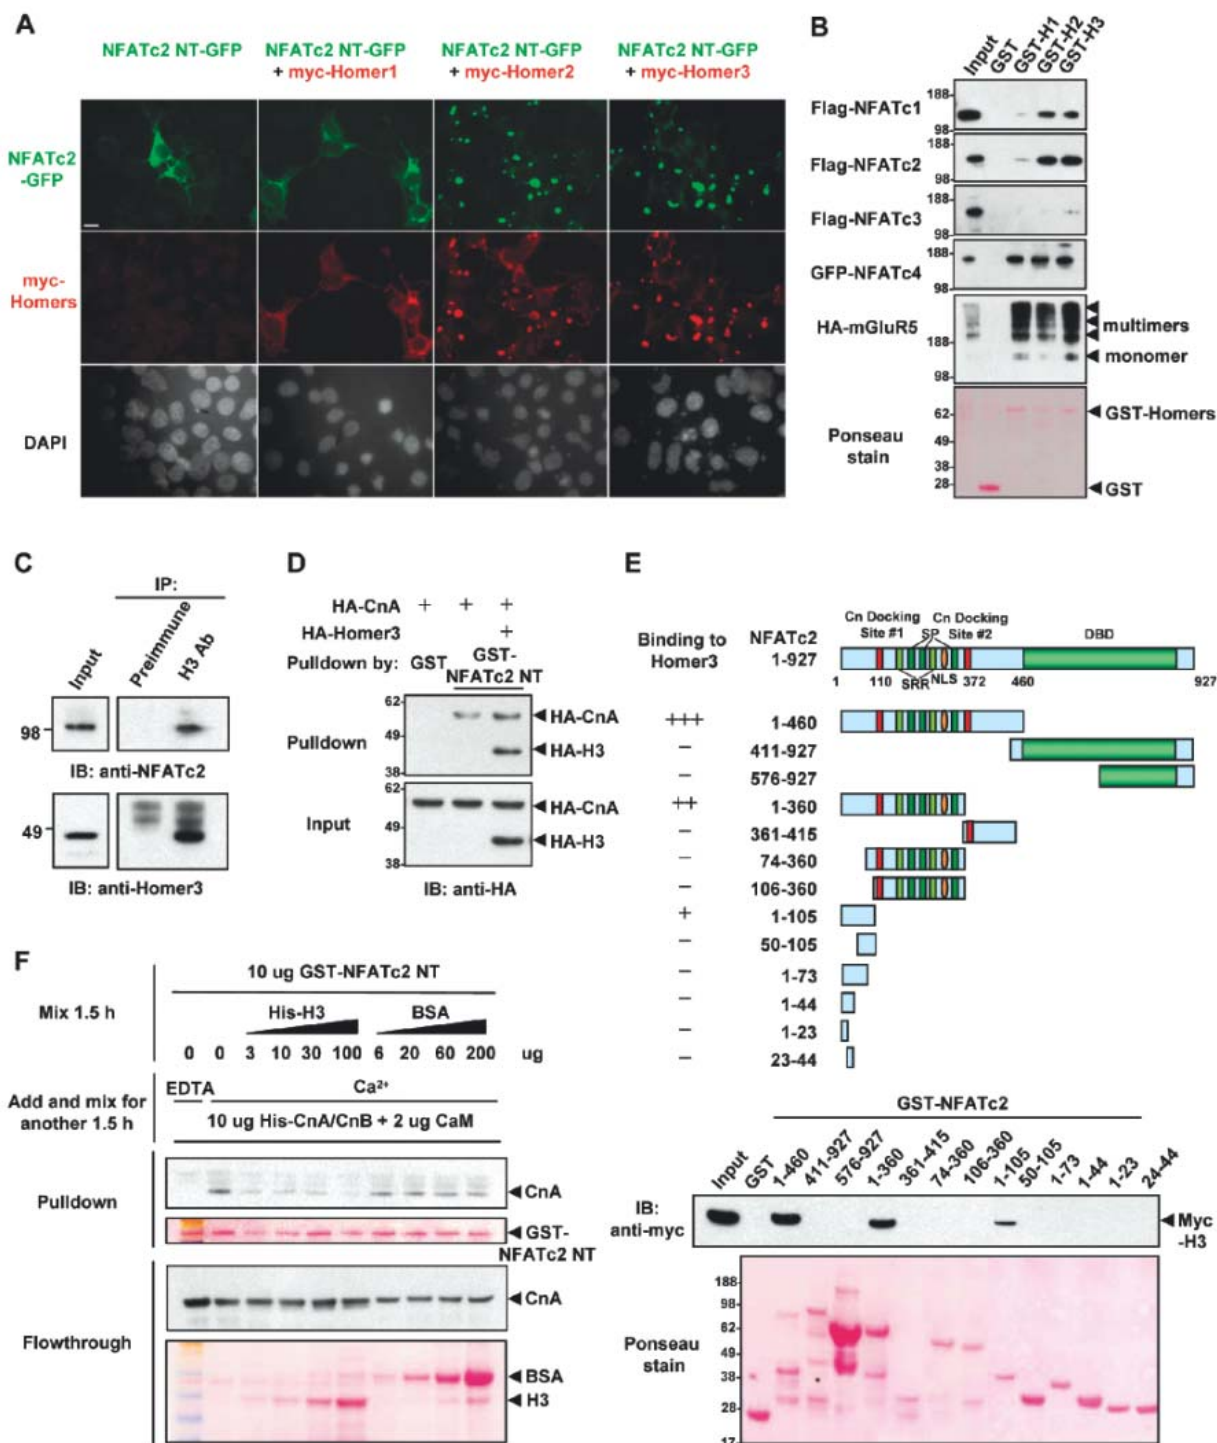 A
NFATc2 NT-GFP
NFATc2 NT-GFP
+ myc-Homer1
NFATc2 NT-GFP
+ myc-Homer2
NFATc2 NT-GFP
+ myc-Homer3
NFATc2
-GFP
myc-
Homers
DAPI
B
Input
GST
GST-H1
GST-H2
GST-H3
Flag-NFATc1
188-
98-
Flag-NFATc2
188-
98-
Flag-NFATc3
188-
98-
GFP-NFATc4
188-
98-
HA-mGluR5
188-
98-
multimers
monomer
Ponseau
stain
62-
49-
38-
28-
GST-Homers
GST
C
IP:
Input
Preimmune
H3 Ab
98
IB: anti-NFATc2
49
IB: anti-Homer3
D
HA-CnA + + +
HA-Homer3 +
Pulldown by: GST GST-
NFATc2 NT
Pulldown
62
49
38
HA-CnA
HA-H3
Input
62
49
38
HA-CnA
HA-H3
IB: anti-HA
E
Binding to
Homer3
NFATc2
1-927
Cn Docking
Site #1
SP
Cn Docking
Site #2
DBD
1 110 SRR NLS 372 460 927
+++ 1-460
– 411-927
– 576-927
++ 1-360
– 361-415
– 74-360
– 106-360
+ 1-105
– 50-105
– 1-73
– 1-44
– 1-23
– 23-44
GST-NFATc2
Input
GST
1-460
411-927
576-927
1-360
361-415
74-360
106-360
1-105
50-105
1-73
1-44
1-23
24-44
IB:
anti-myc
Myc
-H3
Ponseau
stain
188-
98-
62-
49-
38-
28-
17-
F
10 ug GST-NFATc2 NT
Mix 1.5 h
His-H3 BSA
0 0 3 10 30 100 6 20 60 200 ug
EDTA Ca2+
Add and mix for
another 1.5 h
10 ug His-CnA/CnB + 2 ug CaM
Pulldown
CnA
GST-
NFATc2 NT
Flowthrough
CnA
BSA
H3